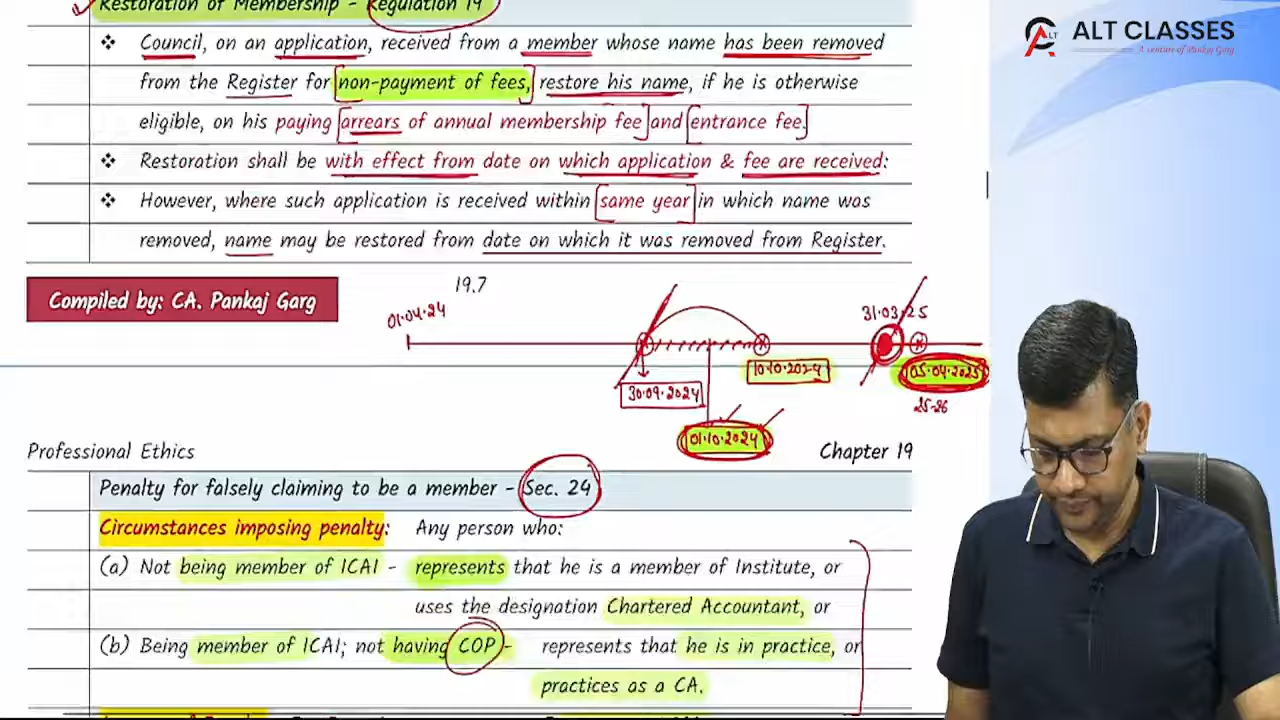 Restoration of Membership - Regulation 19
ALT CLASSES
A venture of Pankaj Garg
ALT
❖ Council, on an application, received from a member whose name has been removed
from the Register for non-payment of fees, restore his name, if he is otherwise
eligible, on his paying arrears of annual membership fee and entrance fee.
❖ Restoration shall be with effect from date on which application & fee are received:
❖ However, where such application is received within same year in which name was
removed, name may be restored from date on which it was removed from Register.
Compiled by: CA. Pankaj Garg
19.7
01.04.24
31.03.25
30.09.2024
10.10.2024
05.04.2025
25-26
01.10.2024
Professional Ethics
Chapter 19
Penalty for falsely claiming to be a member - Sec. 24
Circumstances imposing penalty: Any person who:
(a) Not being member of ICAI - represents that he is a member of Institute, or
uses the designation Chartered Accountant, or
(b) Being member of ICAI; not having COP - represents that he is in practice, or
practices as a CA.